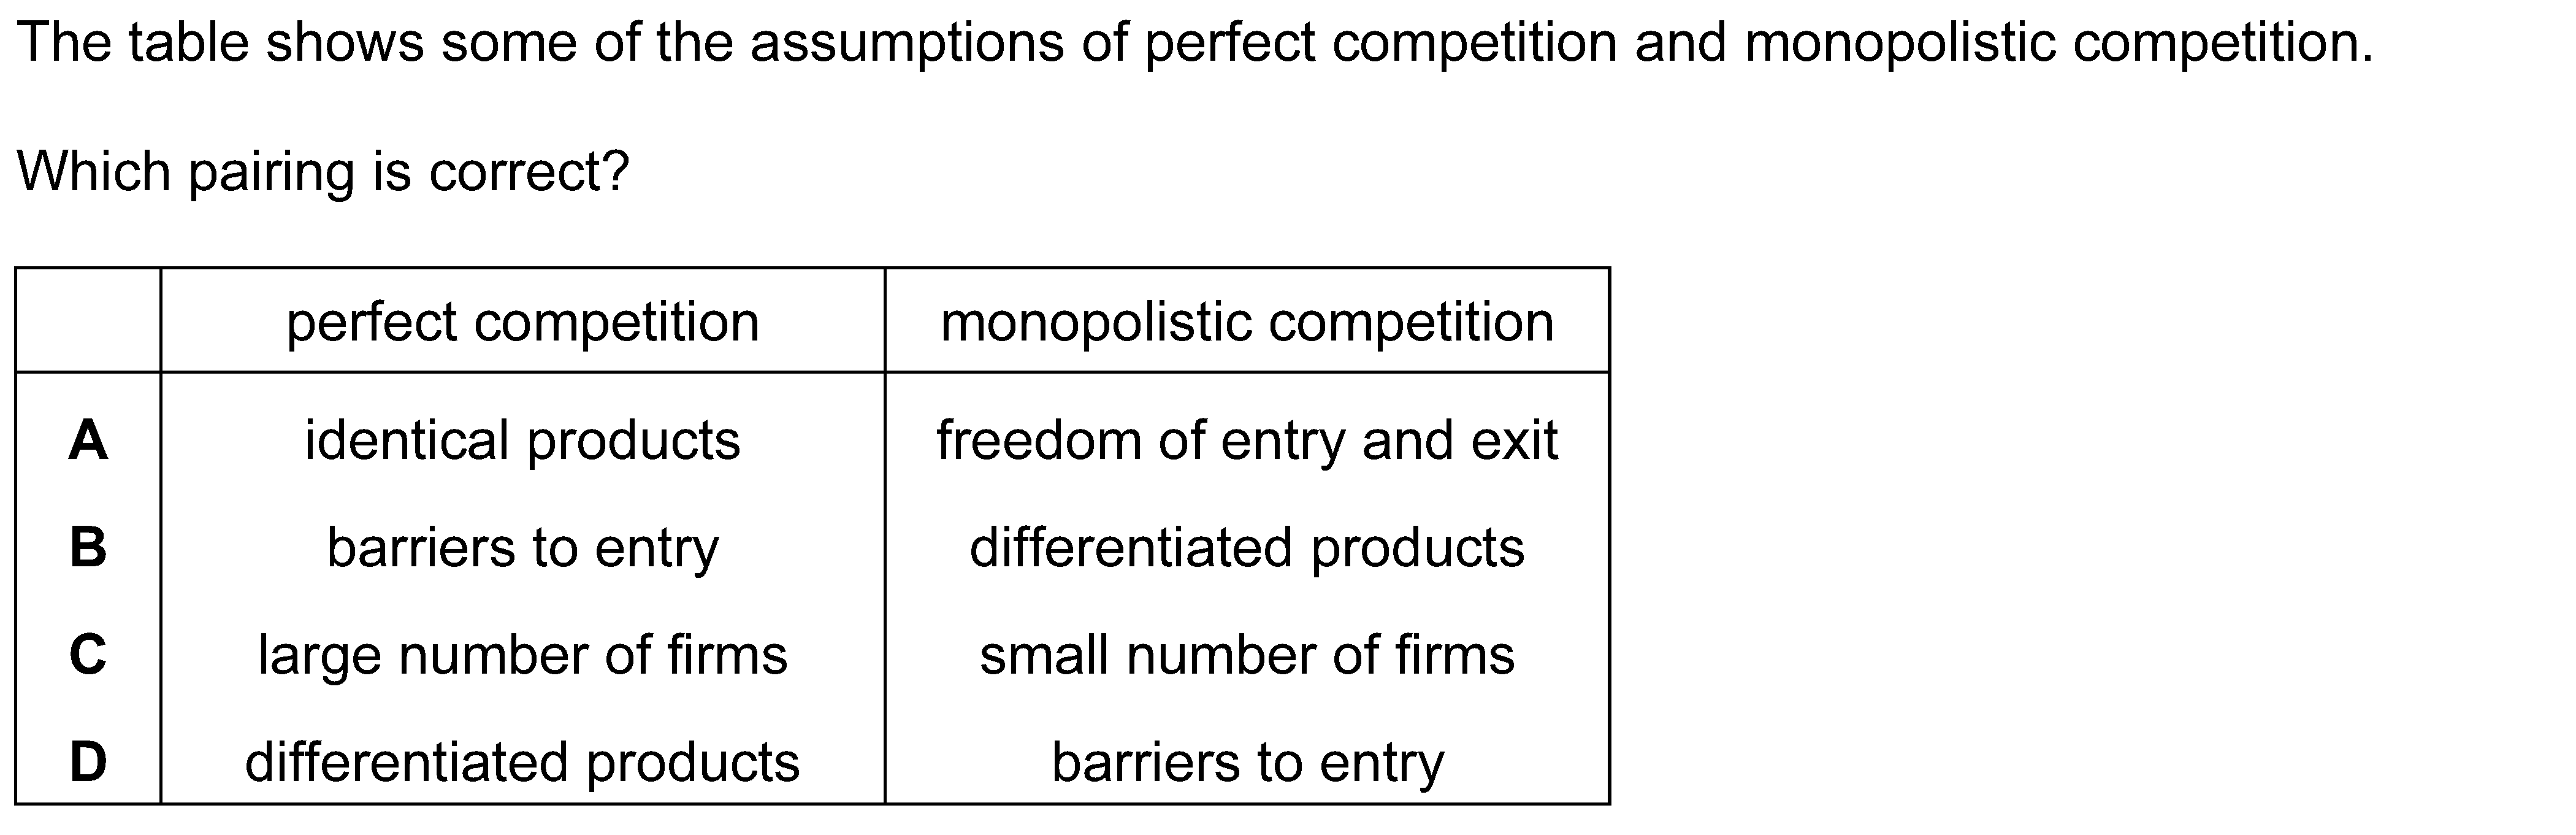 The table shows some of the assumptions of perfect competition and monopolistic competition.
Which pairing is correct?
perfect competition monopolistic competition
A identical products freedom of entry and exit
B barriers to entry differentiated products
C large number of firms small number of firms
D differentiated products barriers to entry